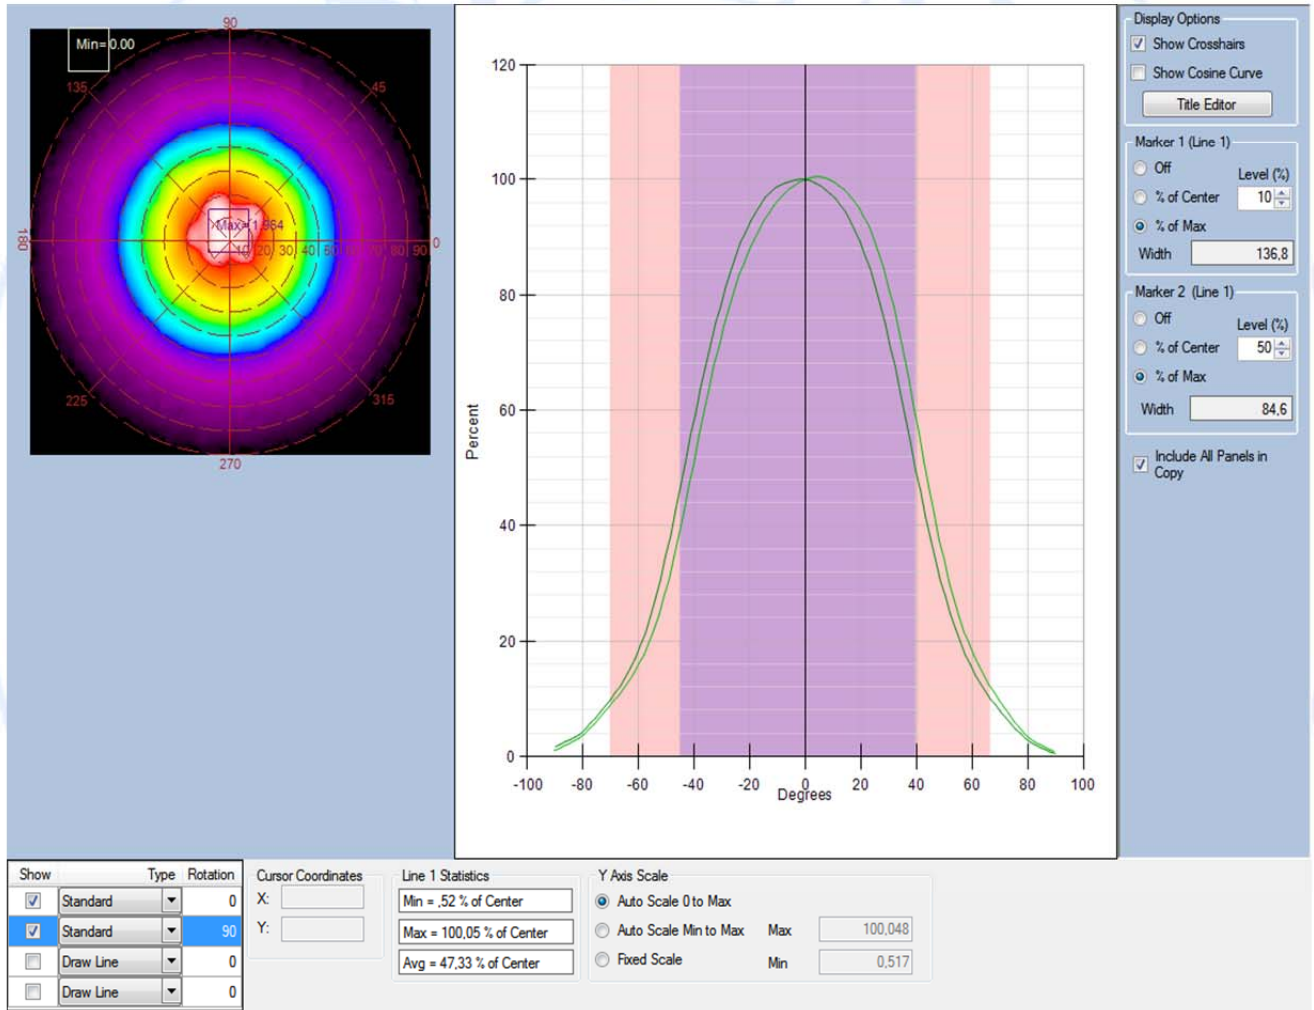 90
Min=0.00
135
45
Max=1.964
180
10 20 30 40 50 60 70 80 90
0
225
315
270
120
100
80
60
40
20
0
Percent
-100 -80 -60 -40 -20 0 20 40 60 80 100
Degrees
Display Options
Show Crosshairs
Show Cosine Curve
Title Editor
Marker 1 (Line 1)
Off
Level (%)
% of Center 10
% of Max
Width 136,8
Marker 2 (Line 1)
Off
Level (%)
% of Center 50
% of Max
Width 84,6
Include All Panels in
Copy
Show Type Rotation
Standard 0
Standard 90
Draw Line 0
Draw Line 0
Cursor Coordinates
X:
Y:
Line 1 Statistics
Min = ,52 % of Center
Max = 100,05 % of Center
Avg = 47,33 % of Center
Y Axis Scale
Auto Scale 0 to Max
Auto Scale Min to Max Max 100,048
Fixed Scale Min 0,517